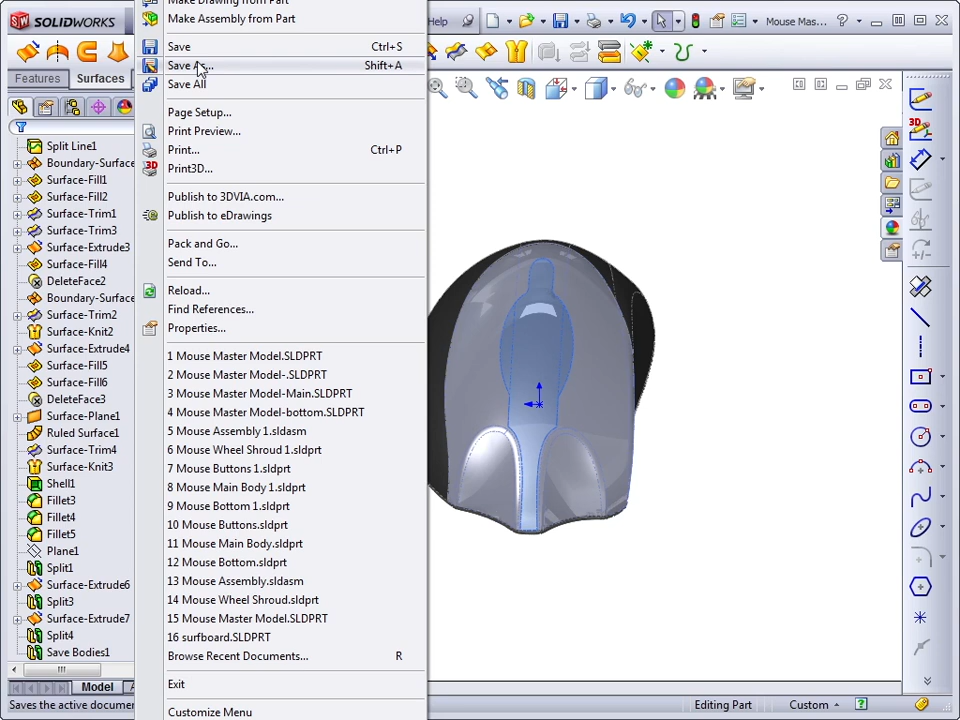 Make Drawing from Part
Make Assembly from Part
SOLIDWORKS
Help
Mouse Mas...
Save Ctrl+S
Save As... Shift+A
Save All
Features
Surfaces
Page Setup...
Print Preview...
Print... Ctrl+P
3D Print3D...
Publish to 3DVIA.com...
Publish to eDrawings
Pack and Go...
Send To...
Reload...
Find References...
Properties...
1 Mouse Master Model.SLDPRT
2 Mouse Master Model-.SLDPRT
3 Mouse Master Model-Main.SLDPRT
4 Mouse Master Model-bottom.SLDPRT
5 Mouse Assembly 1.sldasm
6 Mouse Wheel Shroud 1.sldprt
7 Mouse Buttons 1.sldprt
8 Mouse Main Body 1.sldprt
9 Mouse Bottom 1.sldprt
10 Mouse Buttons.sldprt
11 Mouse Main Body.sldprt
12 Mouse Bottom.sldprt
13 Mouse Assembly.sldasm
14 Mouse Wheel Shroud.sldprt
15 Mouse Master Model.SLDPRT
16 surfboard.SLDPRT
Browse Recent Documents... R
Exit
Customize Menu
Split Line1
Boundary-Surface
Surface-Fill1
Surface-Fill2
Surface-Trim1
Surface-Trim3
Surface-Extrude3
Surface-Fill4
DeleteFace2
Boundary-Surface
Surface-Trim2
Surface-Knit2
Surface-Extrude4
Surface-Fill5
Surface-Fill6
DeleteFace3
Surface-Plane1
Ruled Surface1
Surface-Trim4
Surface-Knit3
Shell1
Fillet3
Fillet4
Fillet5
Plane1
Split1
Surface-Extrude6
Split3
Surface-Extrude7
Split4
Save Bodies1
Model
Saves the active documen
3D
Editing Part
Custom